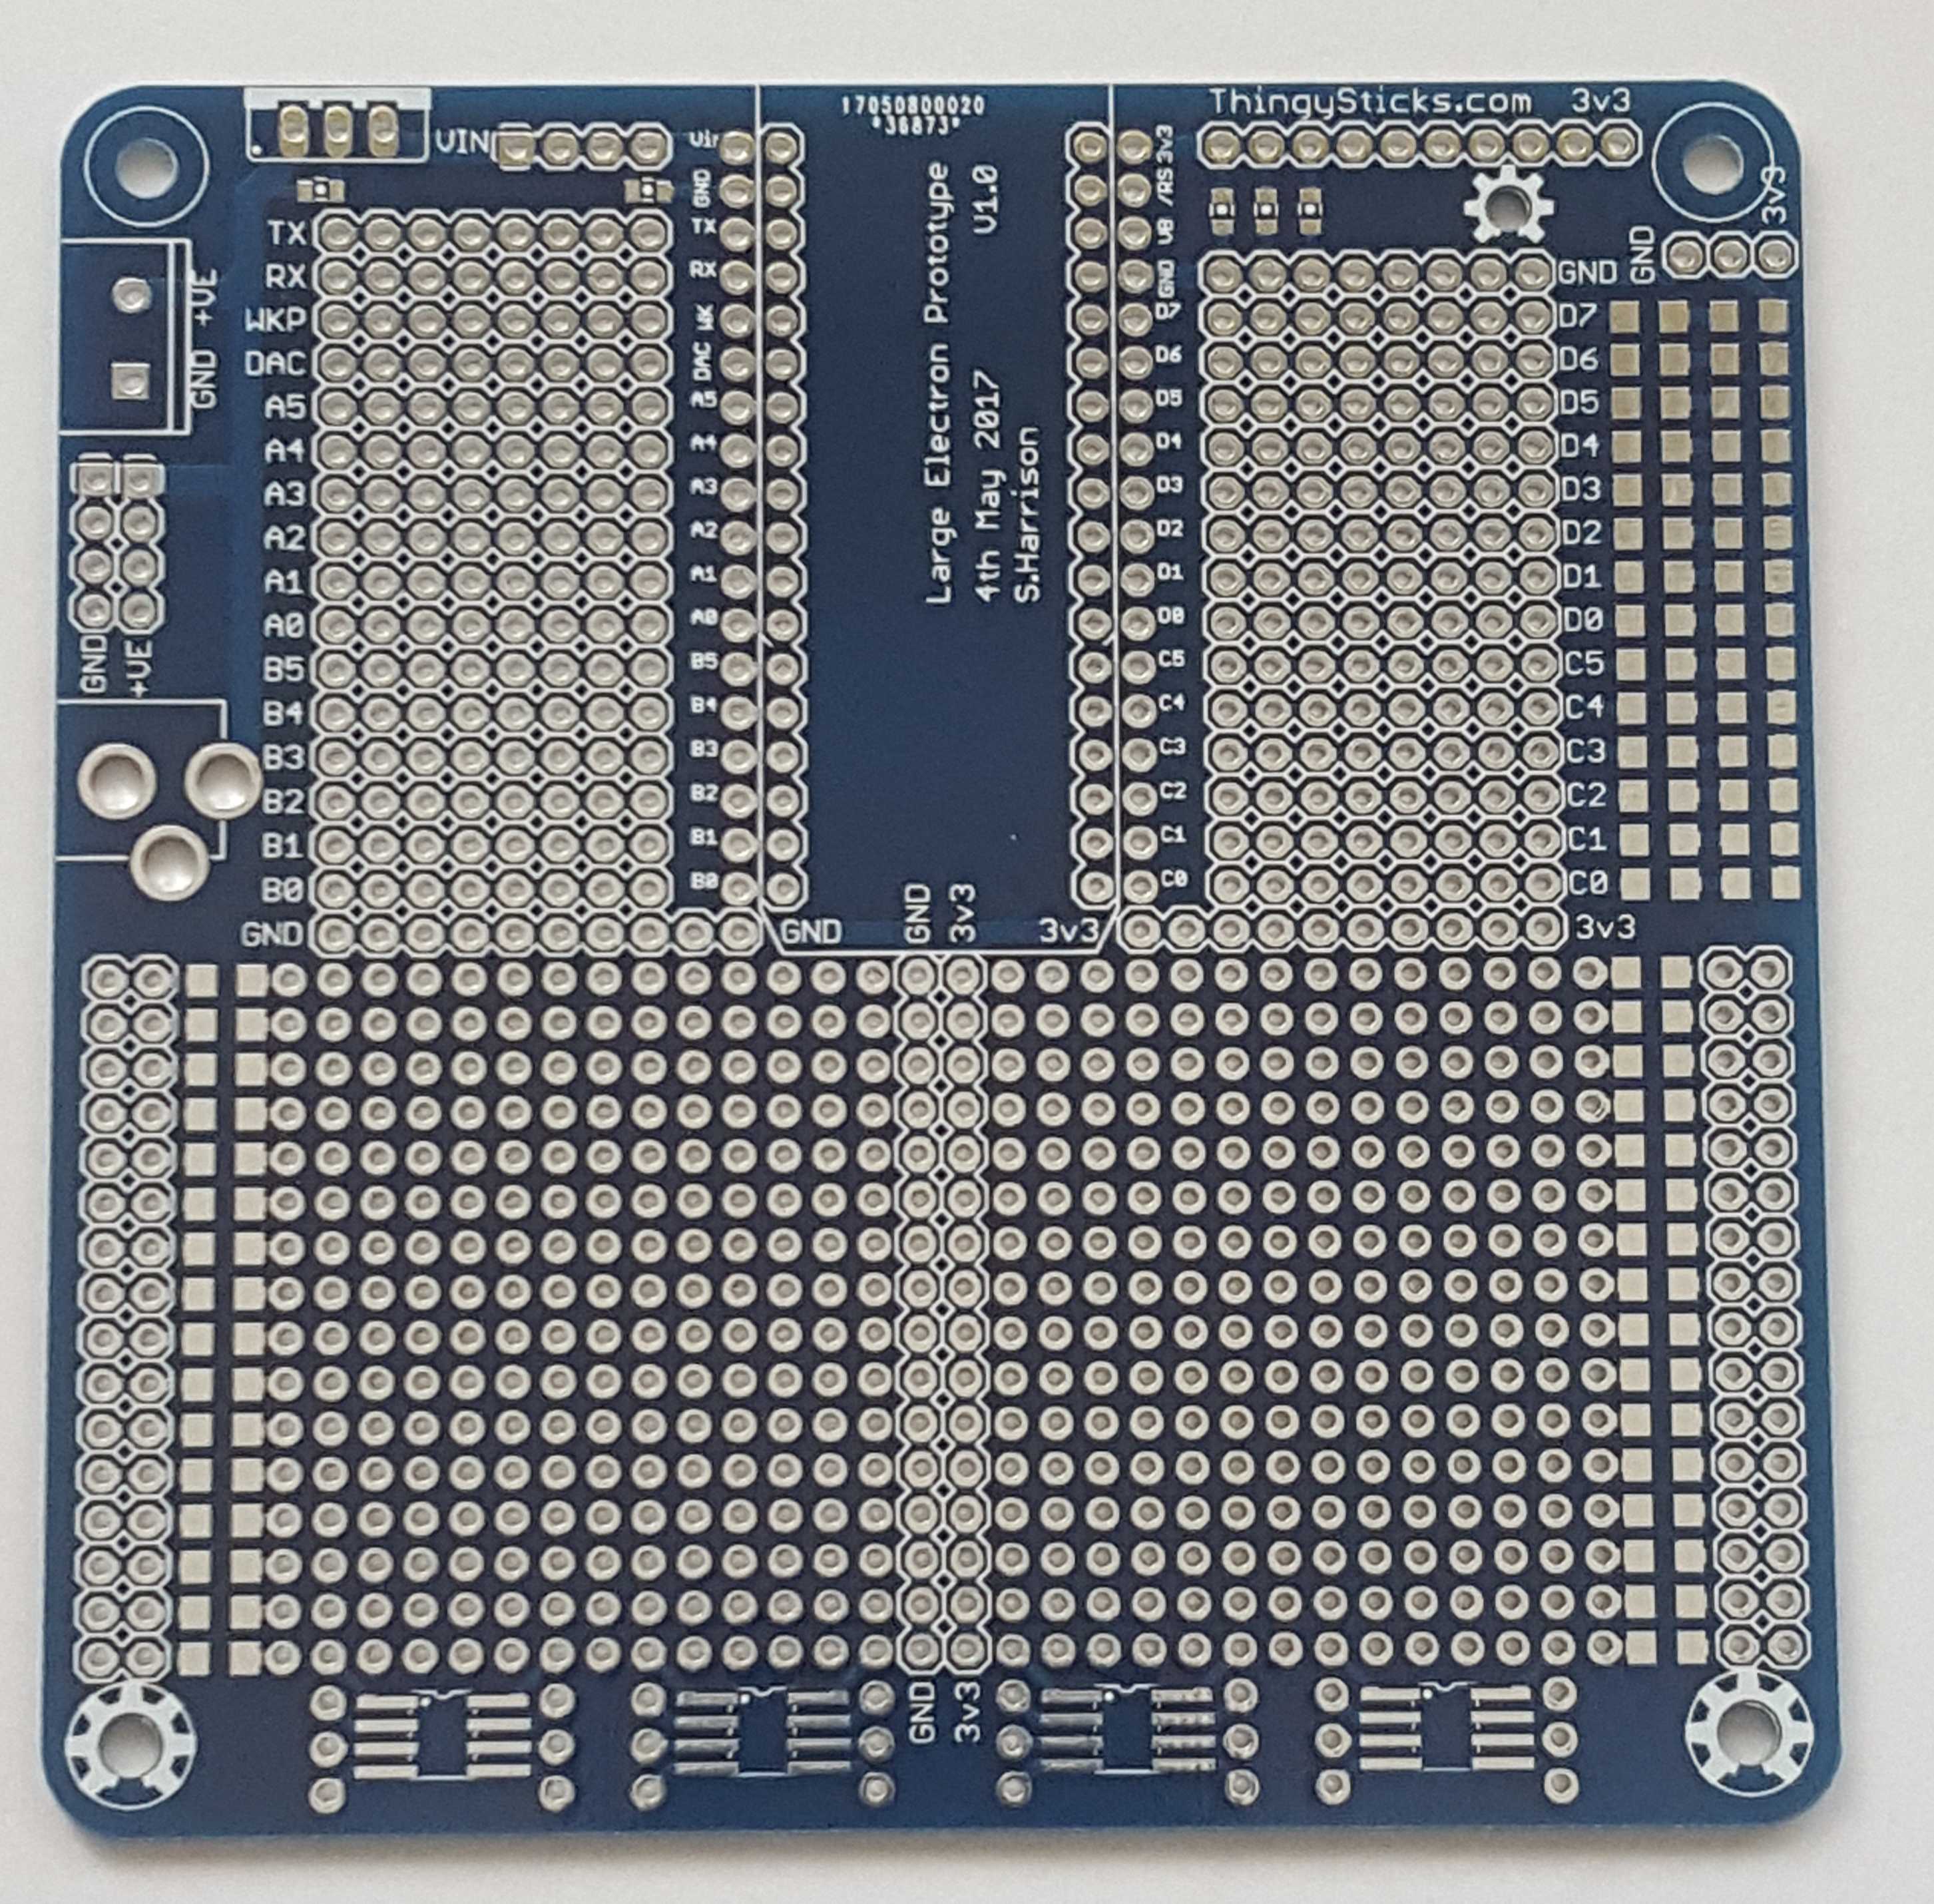 17050800020
*36873*
ThingySticks.com 3v3
VIN
Vin
GND
TX
RX
WK
DAC
A5
A4
A3
A2
A1
A0
B5
B4
B3
B2
B1
B0
3v3
/RS
VB
GND
D7
D6
D5
D4
D3
D2
D1
D0
C5
C4
C3
C2
C1
C0
TX
RX
WKP
DAC
A5
A4
A3
A2
A1
A0
B5
B4
B3
B2
B1
B0
GND
GND
D7
D6
D5
D4
D3
D2
D1
D0
C5
C4
C3
C2
C1
C0
3v3
GND
3v3
GND +VE
GND
+VE
Large Electron Prototype V1.0
4th May 2017
S.Harrison
GND
3v3
GND
3v3
GND
3v3